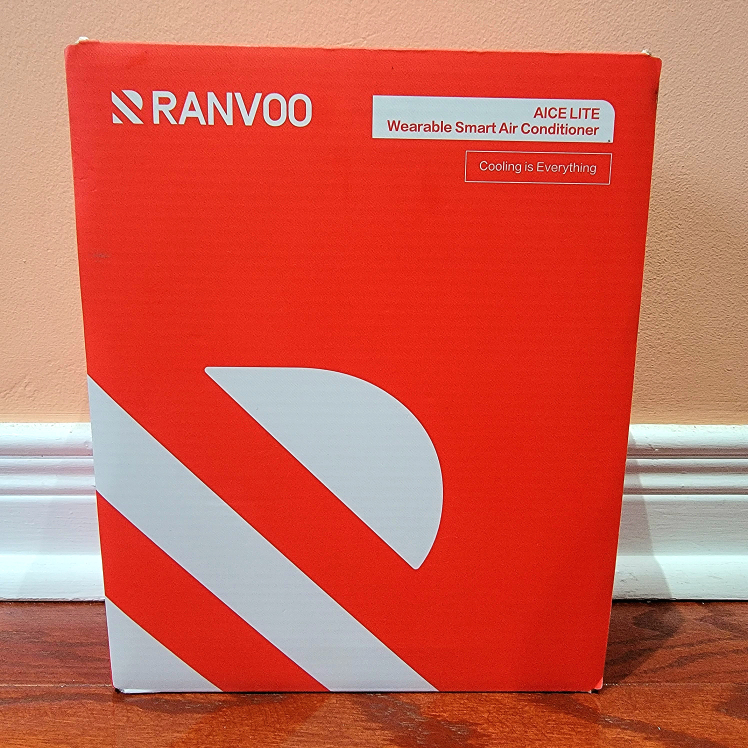 RANVOO
AICE LITE
Wearable Smart Air Conditioner
Cooling is Everything